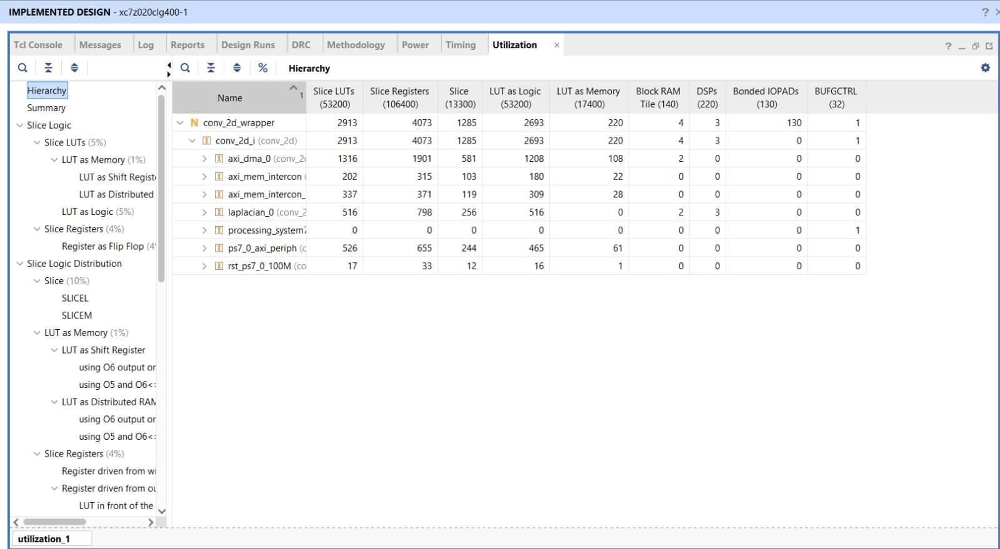 IMPLEMENTED DESIGN - xc7z020clg400-1
Tcl Console Messages Log Reports Design Runs DRC Methodology Power Timing Utilization
Hierarchy
Hierarchy
Summary
Slice Logic
Slice LUTs (5%)
LUT as Memory (1%)
LUT as Shift Regist
LUT as Distributed
LUT as Logic (5%)
Slice Registers (4%)
Register as Flip Flop (4
Slice Logic Distribution
Slice (10%)
SLICEL
SLICEM
LUT as Memory (1%)
LUT as Shift Register
using O6 output or
using O5 and O6<
LUT as Distributed RAM
using O6 output or
using O5 and O6<
Slice Registers (4%)
Register driven from wi
Register driven from ou
LUT in front of the
Name 1 Slice LUTs (53200) Slice Registers (106400) Slice (13300) LUT as Logic (53200) LUT as Memory (17400) Block RAM Tile (140) DSPs (220) Bonded IOPADs (130) BUFGCTRL (32)
N conv_2d_wrapper 2913 4073 1285 2693 220 4 3 130 1
conv_2d_i (conv_2d) 2913 4073 1285 2693 220 4 3 0 1
axi_dma_0 (conv_2d 1316 1901 581 1208 108 2 0 0 0
axi_mem_intercon ( 202 315 103 180 22 0 0 0 0
axi_mem_intercon_ 337 371 119 309 28 0 0 0 0
laplacian_0 (conv_2 516 798 256 516 0 2 3 0 0
processing_system7 0 0 0 0 0 0 0 0 1
ps7_0_axi_periph (c 526 655 244 465 61 0 0 0 0
rst_ps7_0_100M (co 17 33 12 16 1 0 0 0 0
utilization_1